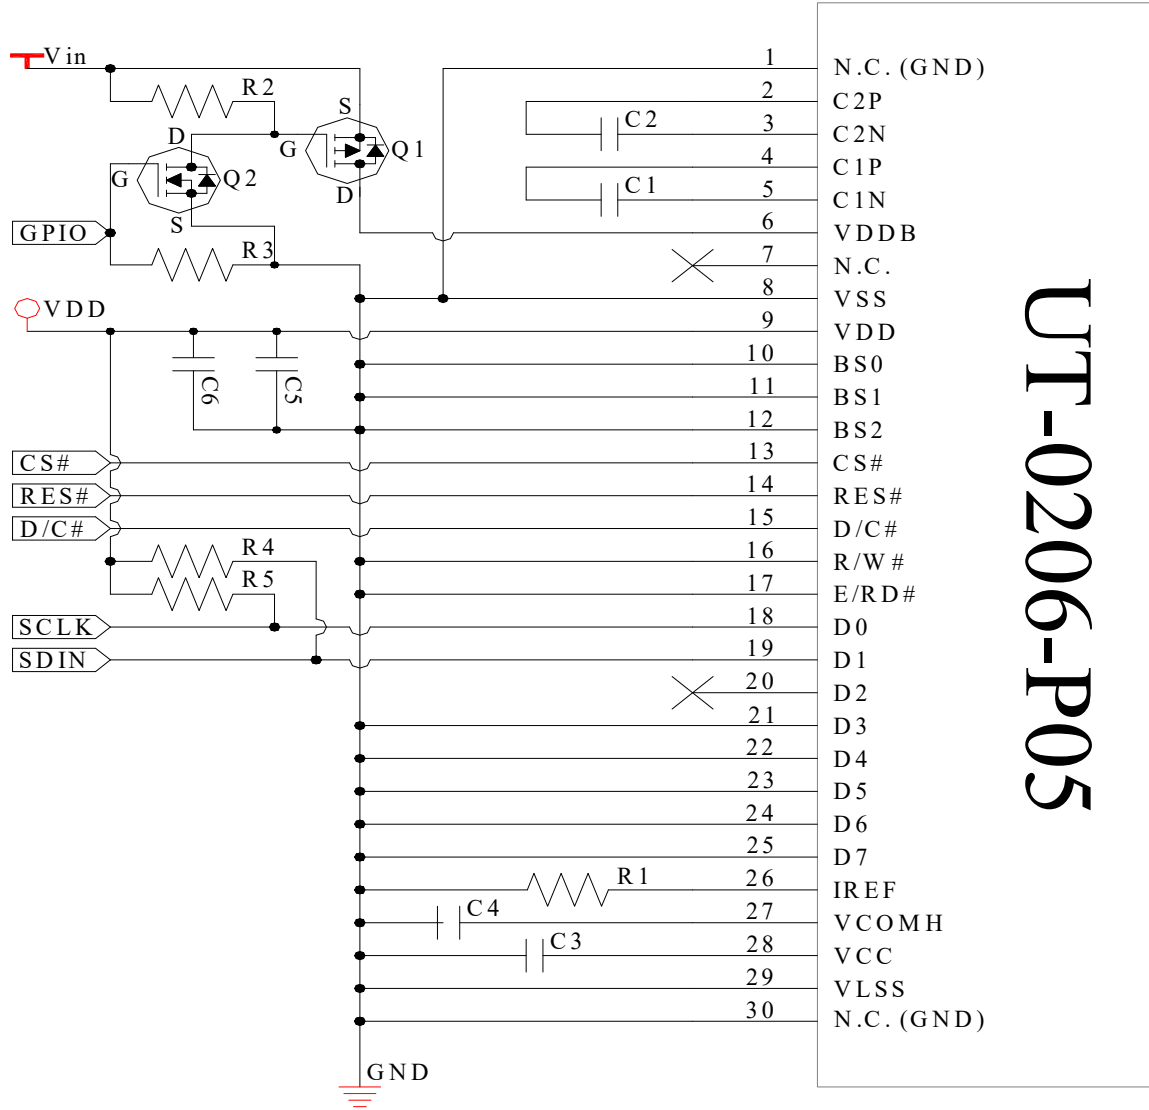 Vin
R2
S
D
G
Q1
G
Q2
D
S
GPIO
R3
VDD
C6
C5
CS#
RES#
D/C#
R4
R5
SCLK
SDIN
C2
C1
R1
C4
C3
GND
1 N.C. (GND)
2 C2P
3 C2N
4 C1P
5 C1N
6 VDDB
7 N.C.
8 VSS
9 VDD
10 BS0
11 BS1
12 BS2
13 CS#
14 RES#
15 D/C#
16 R/W#
17 E/RD#
18 D0
19 D1
20 D2
21 D3
22 D4
23 D5
24 D6
25 D7
26 IREF
27 VCOMH
28 VCC
29 VLSS
30 N.C. (GND)
UT-0206-P05